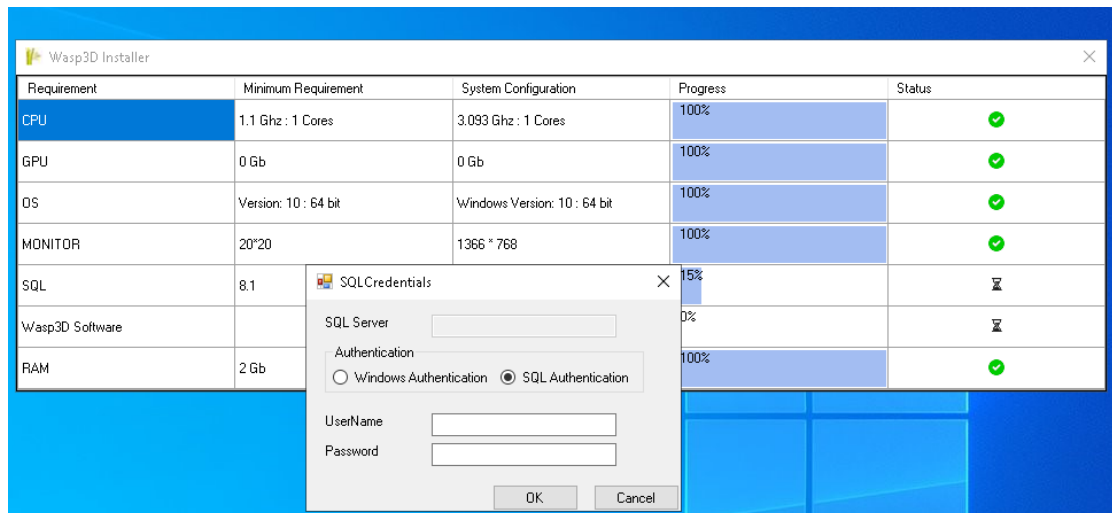 Wasp3D Installer
Requirement Minimum Requirement System Configuration Progress Status
CPU 1.1 Ghz : 1 Cores 3.093 Ghz : 1 Cores 100%
GPU 0 Gb 0 Gb 100%
OS Version: 10 : 64 bit Windows Version: 10 : 64 bit 100%
MONITOR 20*20 1366 * 768 100%
SQL 8.1 15%
Wasp3D Software 0%
RAM 2 Gb 100%
SQLCredentials
SQL Server
Authentication
Windows Authentication SQL Authentication
UserName
Password
OK Cancel